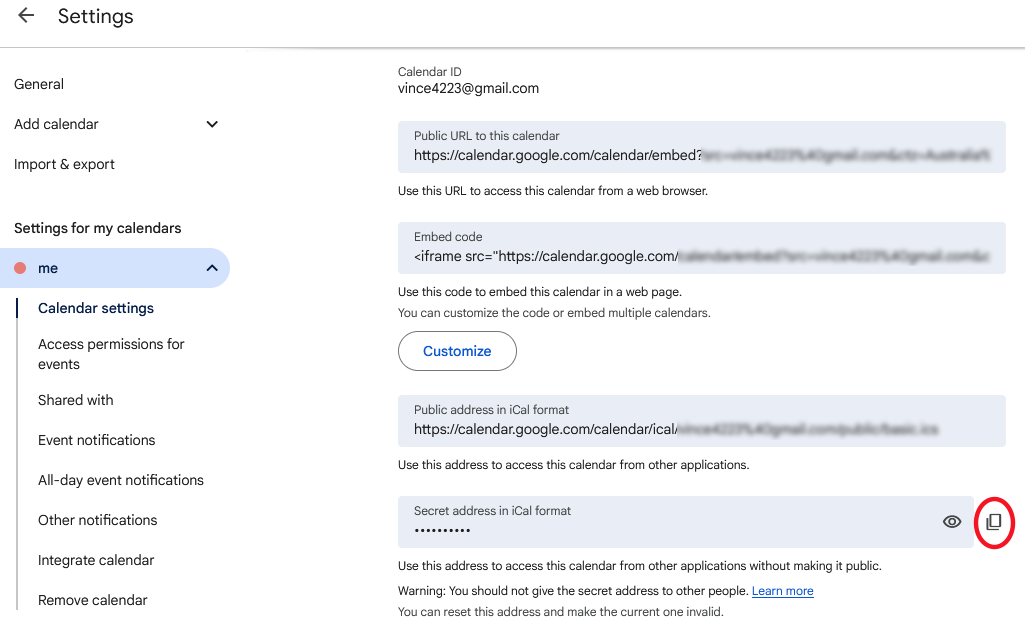 Settings
General
Add calendar
Import & export
Settings for my calendars
me
Calendar settings
Access permissions for
events
Shared with
Event notifications
All-day event notifications
Other notifications
Integrate calendar
Remove calendar
Calendar ID
vince4223@gmail.com
Public URL to this calendar
https://calendar.google.com/calendar/embed?
Use this URL to access this calendar from a web browser.
Embed code
<iframe src="https://calendar.google.com/
Use this code to embed this calendar in a web page.
You can customize the code or embed multiple calendars.
Customize
Public address in iCal format
https://calendar.google.com/calendar/ical/
Use this address to access this calendar from other applications.
Secret address in iCal format
••••••••••
Use this address to access this calendar from other applications without making it public.
Warning: You should not give the secret address to other people. Learn more
You can reset this address and make the current one invalid.